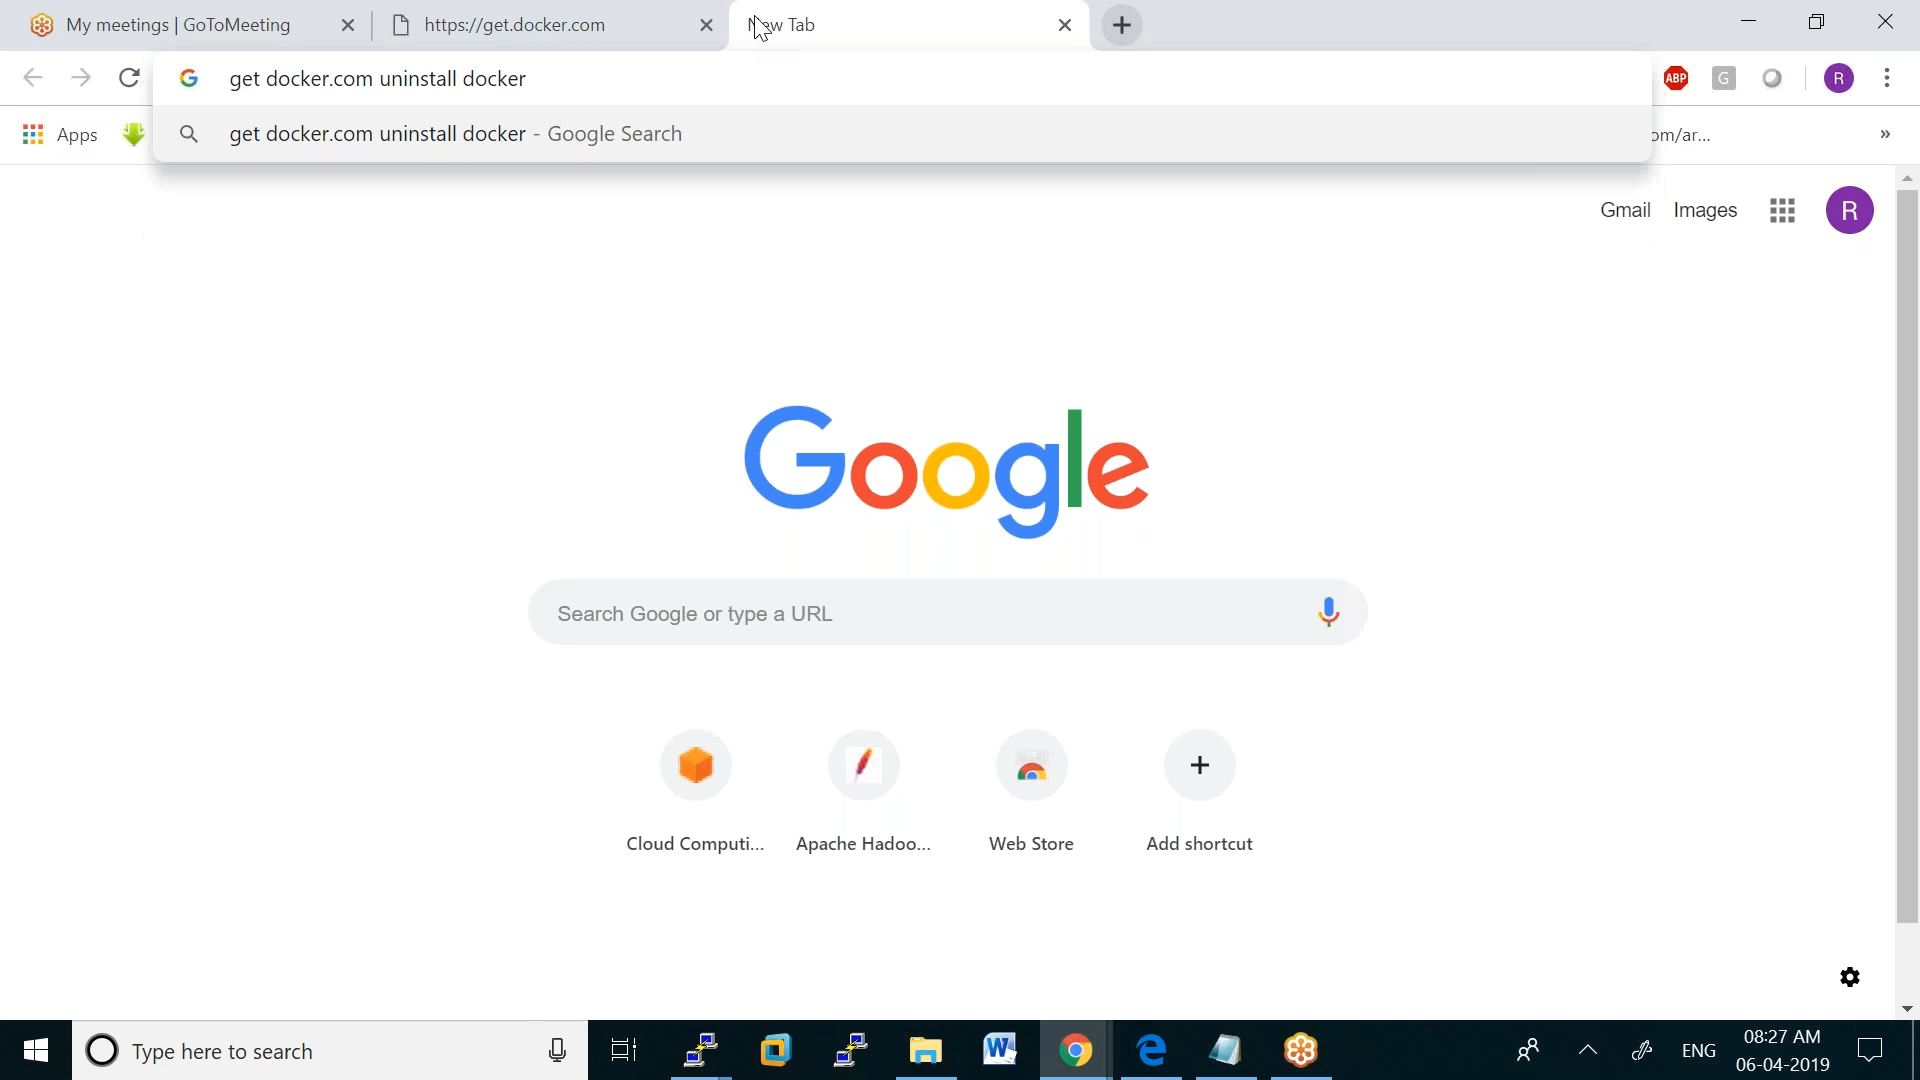 My meetings | GoToMeeting
https://get.docker.com
New Tab
get docker.com uninstall docker
ABP
G
R
Apps
get docker.com uninstall docker - Google Search
om/ar...
»
Gmail
Images
R
Google
Search Google or type a URL
Cloud Computi...
Apache Hadoo...
Web Store
Add shortcut
Type here to search
W
ENG
08:27 AM
06-04-2019